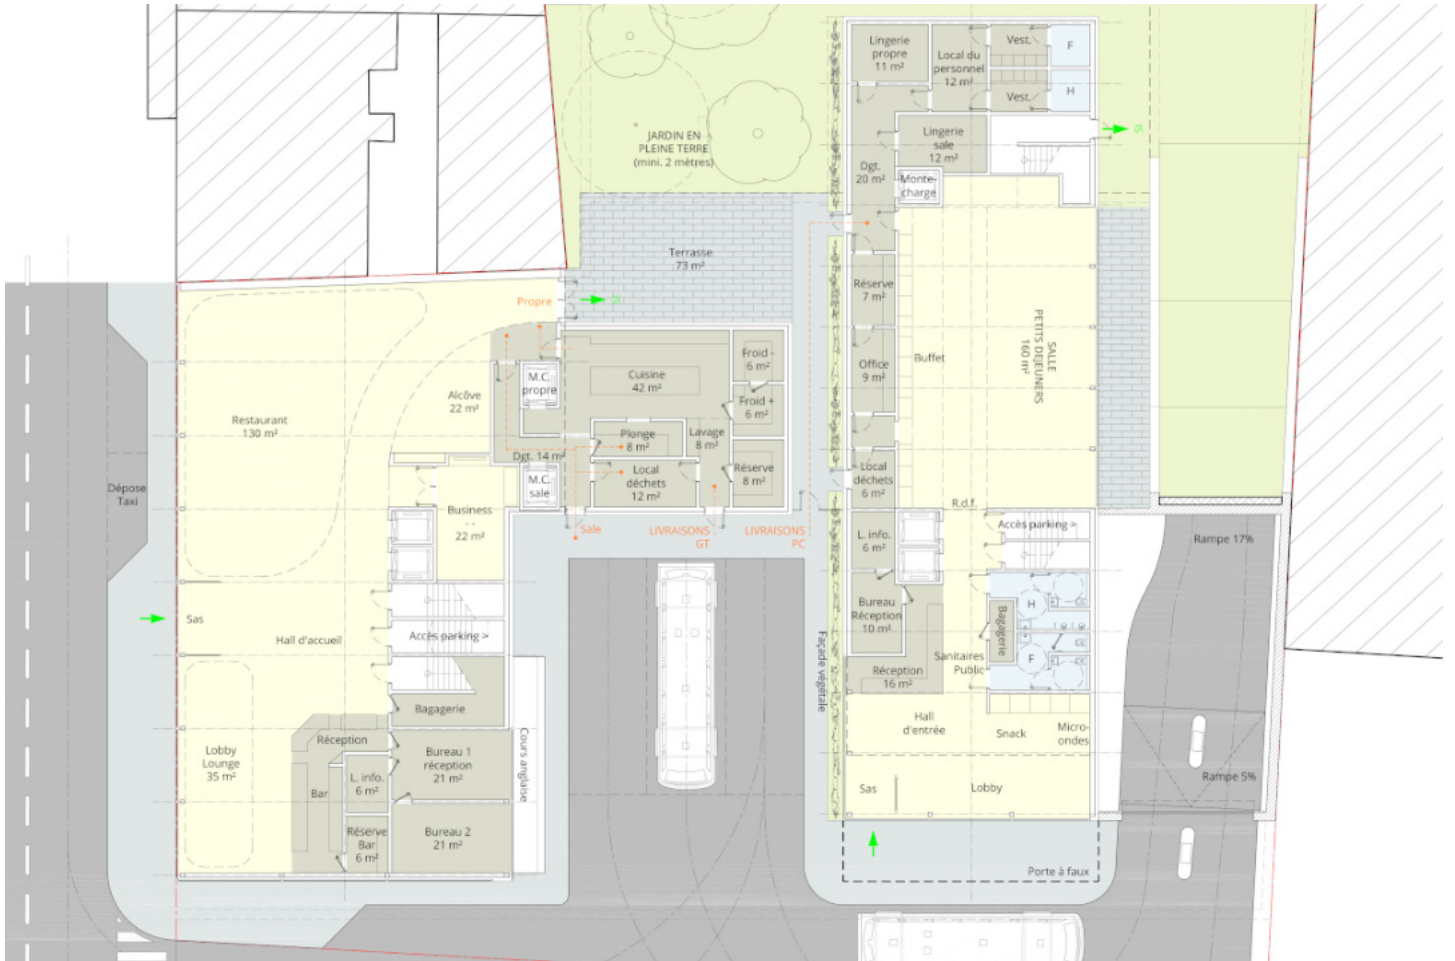 Lingerie
propre
11 m²
Local du
personnel
12 m²
Vest.
F
Vest.
H
JARDIN EN
PLEINE TERRE
(mini. 2 mètres)
Lingerie
sale
12 m²
Dgt.
20 m²
Monte-
charge
Terrasse
73 m²
Propre
Réserve
7 m²
SALLE
PETITS DEJEUNERS
160 m²
Froid -
6 m²
Buffet
Office
9 m²
M.C.
propre
Cuisine
42 m²
Alcôve
22 m²
Froid +
6 m²
Restaurant
130 m²
Plonge
8 m²
Lavage
8 m²
Dgt. 14 m²
Local
déchets
12 m²
Réserve
8 m²
Local
déchets
6 m²
M.C.
sale
Dépose
Taxi
Business
22 m²
R.d.f.
Sale
LIVRAISONS
GT
LIVRAISONS
PC
L. info.
6 m²
Accès parking >
Rampe 17%
Bureau
Réception
10 m²
H
Bagagerie
Sas
Hall d'accueil
Accès parking >
Façade végétale
Sanitaires
Public
F
Réception
16 m²
Bagagerie
Hall
d'entrée
Snack
Micro-
ondes
Réception
Lobby
Lounge
35 m²
Bureau 1
réception
21 m²
Cours anglaise
L. info.
6 m²
Bar
Rampe 5%
Sas
Lobby
Réserve
Bar
6 m²
Bureau 2
21 m²
Porte à faux